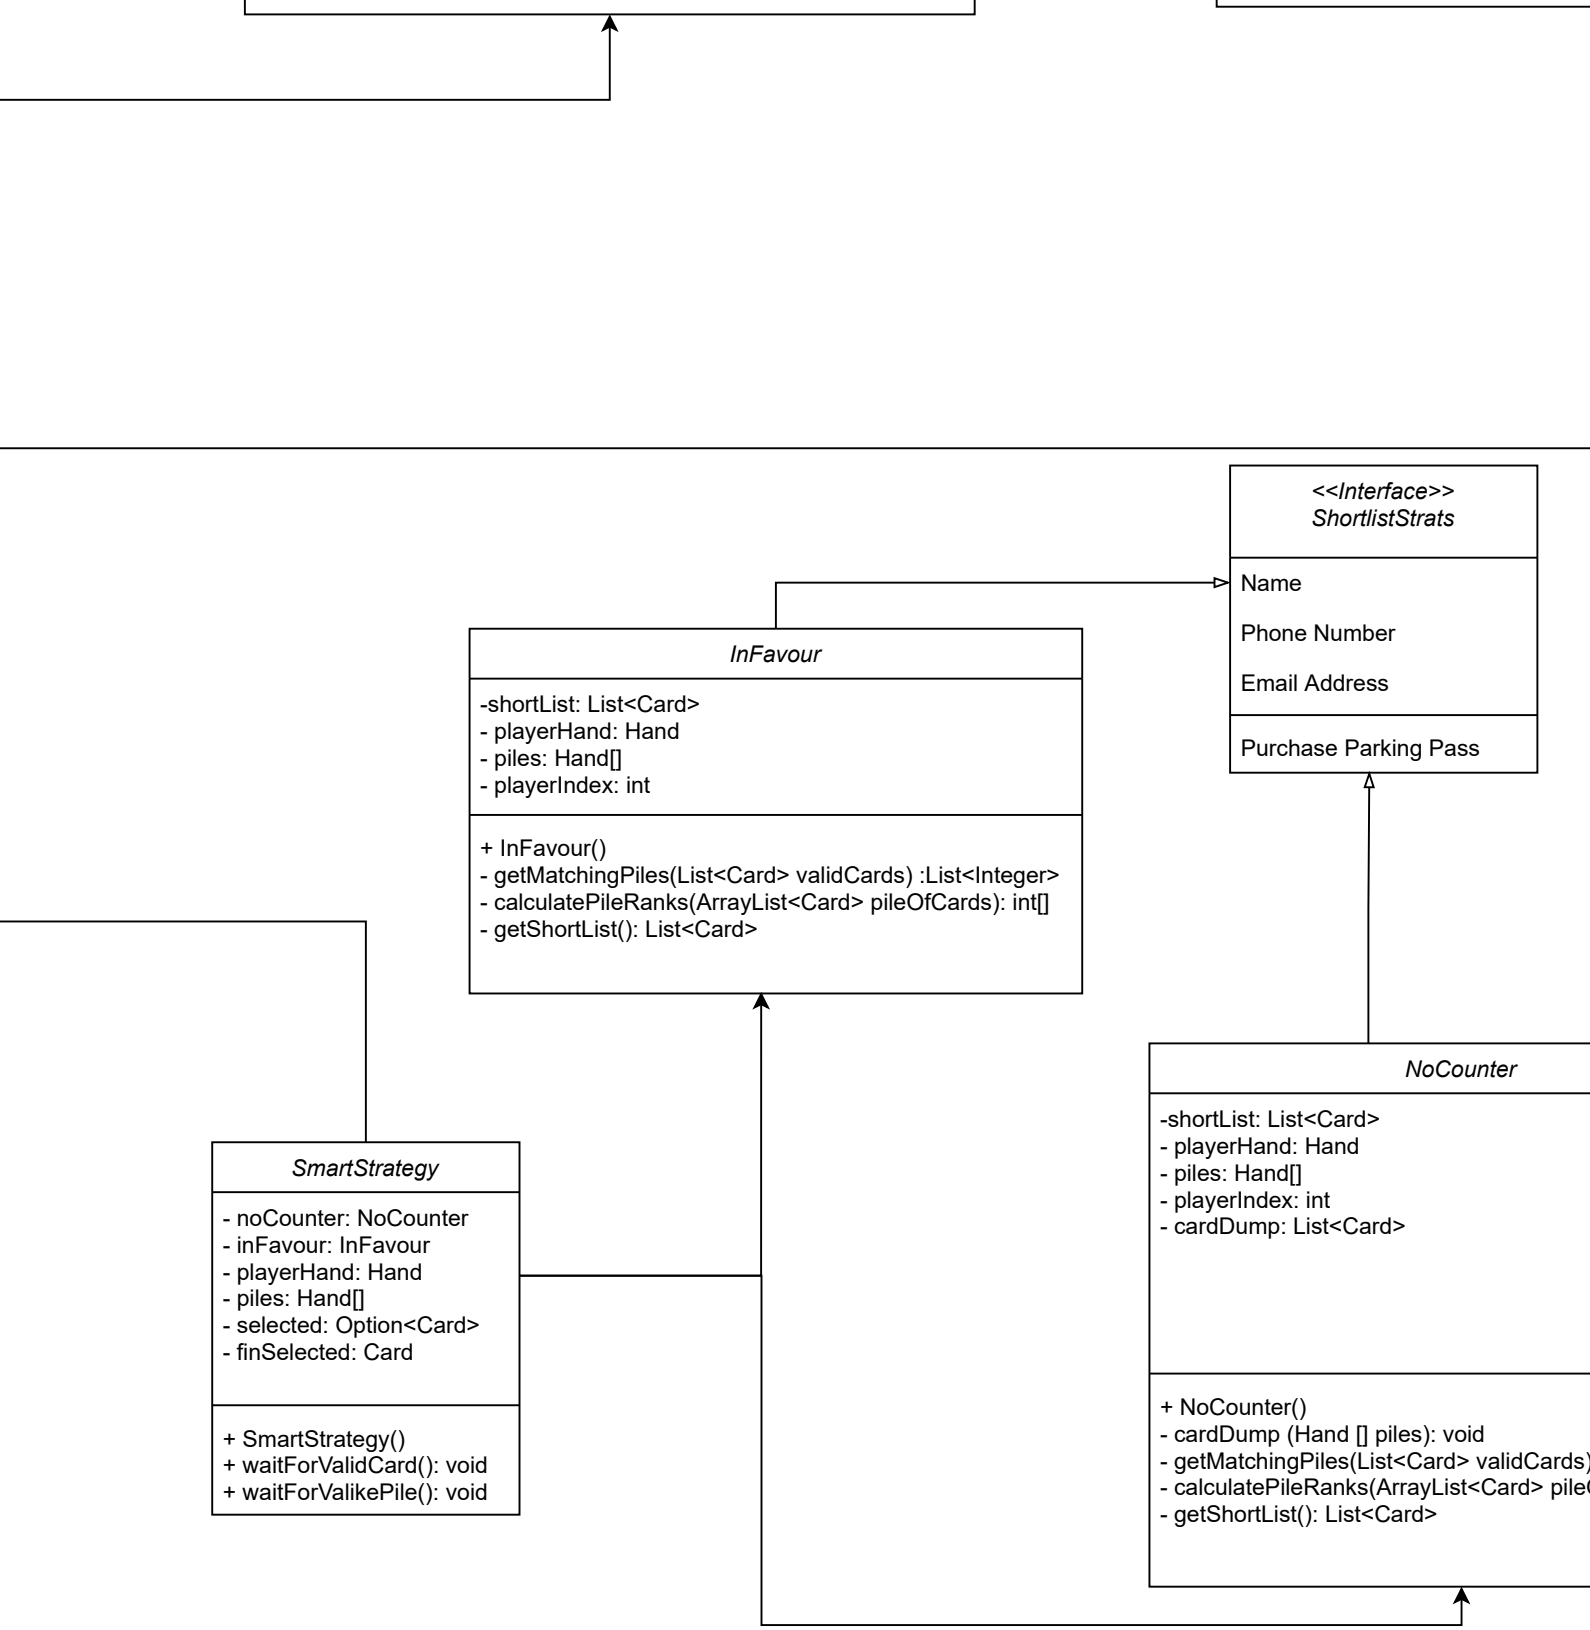 <<Interface>>
ShortlistStrats
Name
Phone Number
Email Address
Purchase Parking Pass
InFavour
-shortList: List<Card>
- playerHand: Hand
- piles: Hand[]
- playerIndex: int
+ InFavour()
- getMatchingPiles(List<Card> validCards) :List<Integer>
- calculatePileRanks(ArrayList<Card> pileOfCards): int[]
- getShortList(): List<Card>
NoCounter
-shortList: List<Card>
- playerHand: Hand
- piles: Hand[]
- playerIndex: int
- cardDump: List<Card>
+ NoCounter()
- cardDump (Hand [] piles): void
- getMatchingPiles(List<Card> validCards)
- calculatePileRanks(ArrayList<Card> pile
- getShortList(): List<Card>
SmartStrategy
- noCounter: NoCounter
- inFavour: InFavour
- playerHand: Hand
- piles: Hand[]
- selected: Option<Card>
- finSelected: Card
+ SmartStrategy()
+ waitForValidCard(): void
+ waitForValikePile(): void